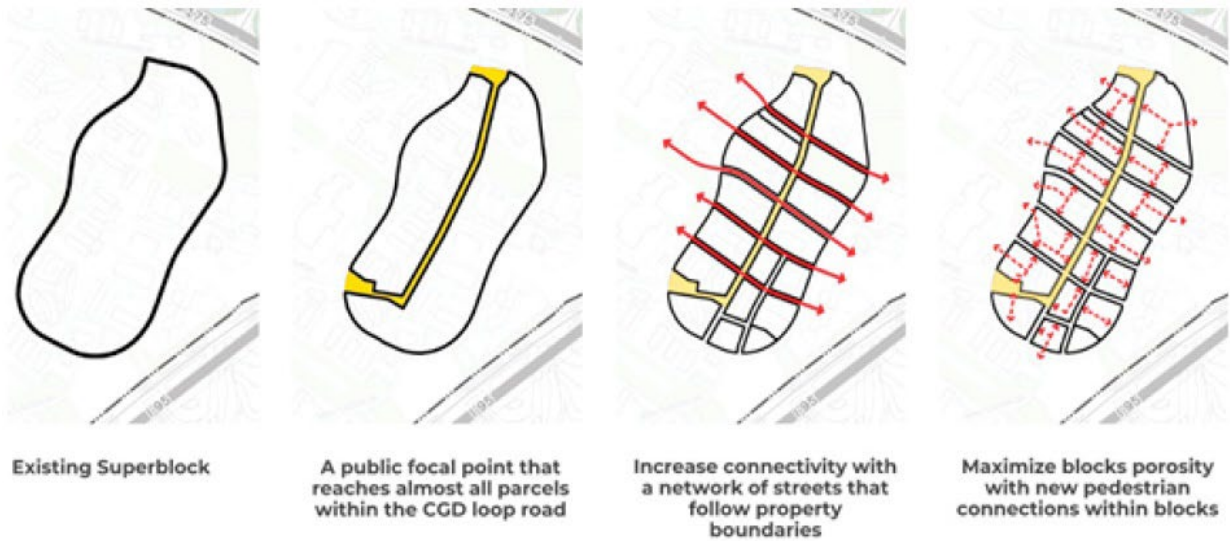 Existing Superblock
A public focal point that
reaches almost all parcels
within the CGD loop road
Increase connectivity with
a network of streets that
follow property
boundaries
Maximize blocks porosity
with new pedestrian
connections within blocks